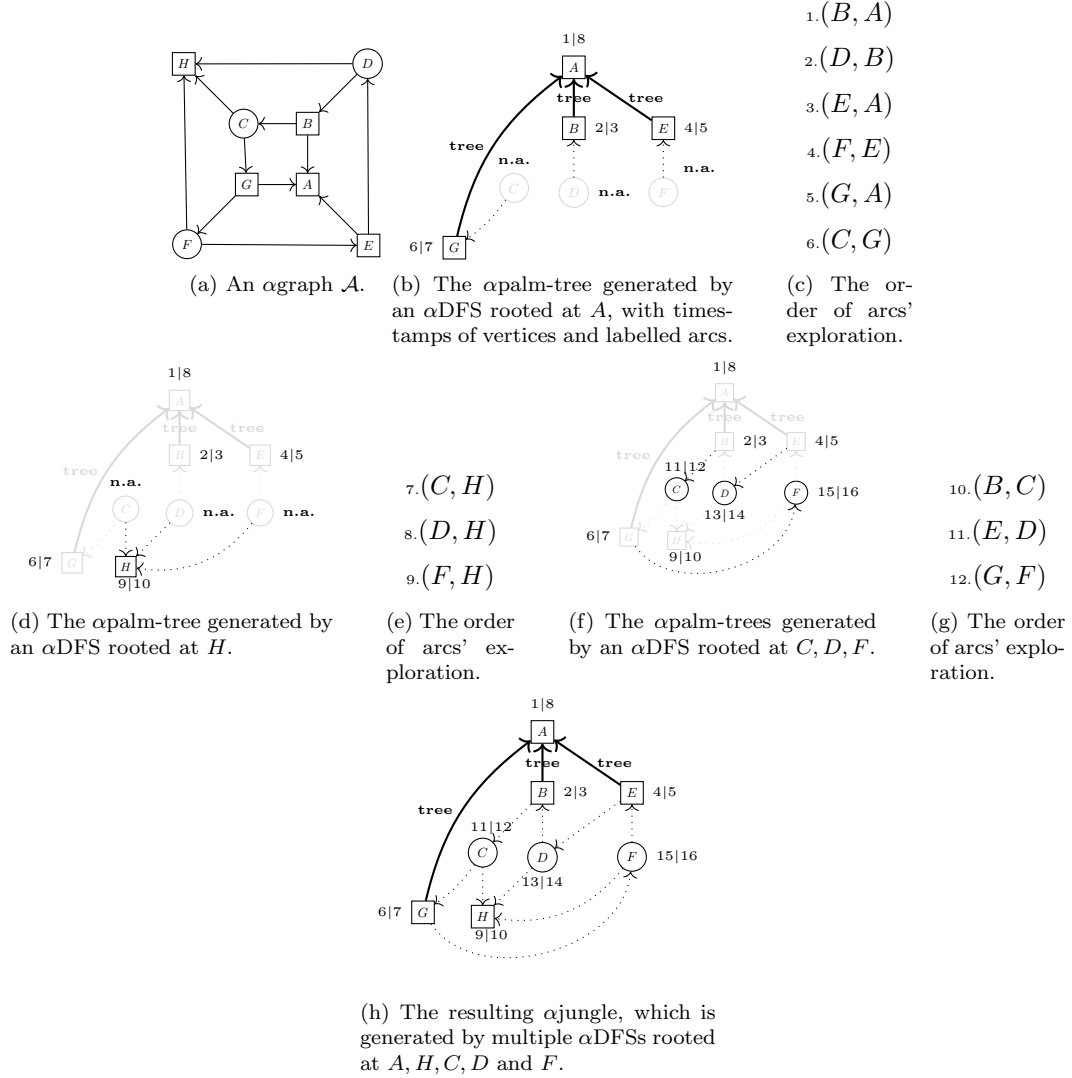 H
D
C
B
G
A
F
E
(a) An αgraph 𝒜.
1|8
A
tree
tree
B
2|3
E
4|5
tree
n.a.
n.a.
C
D
n.a.
F
6|7
G
(b) The αpalm-tree generated by
an αDFS rooted at A, with time-
stamps of vertices and labelled arcs.
1.(B, A)
2.(D, B)
3.(E, A)
4.(F, E)
5.(G, A)
6.(C, G)
(c) The or-
der of arcs'
exploration.
1|8
A
tree
tree
B
2|3
E
4|5
tree
n.a.
C
D
n.a.
F
n.a.
6|7
G
H
9|10
(d) The αpalm-tree generated by
an αDFS rooted at H.
7.(C, H)
8.(D, H)
9.(F, H)
(e) The order
of arcs' ex-
ploration.
1|8
A
tree
tree
B
2|3
E
4|5
tree
11|12
C
D
F
15|16
13|14
6|7
G
H
9|10
(f) The αpalm-trees generated
by an αDFS rooted at C, D, F.
10.(B, C)
11.(E, D)
12.(G, F)
(g) The order
of arcs' explo-
ration.
1|8
A
tree
tree
B
2|3
E
4|5
tree
11|12
C
D
F
15|16
13|14
6|7
G
H
9|10
(h) The resulting αjungle, which is
generated by multiple αDFSs rooted
at A, H, C, D and F.